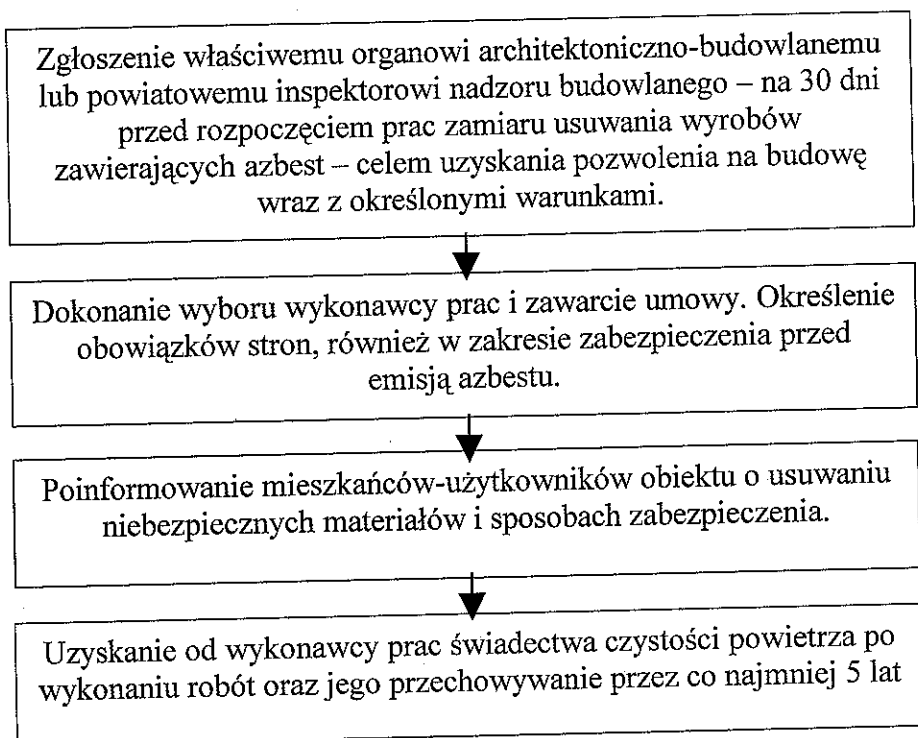 Zgłoszenie właściwemu organowi architektoniczno-budowlanemu
lub powiatowemu inspektorowi nadzoru budowlanego – na 30 dni
przed rozpoczęciem prac zamiaru usuwania wyrobów
zawierających azbest – celem uzyskania pozwolenia na budowę
wraz z określonymi warunkami.
Dokonanie wyboru wykonawcy prac i zawarcie umowy. Określenie
obowiązków stron, również w zakresie zabezpieczenia przed
emisją azbestu.
Poinformowanie mieszkańców-użytkowników obiektu o usuwaniu
niebezpiecznych materiałów i sposobach zabezpieczenia.
Uzyskanie od wykonawcy prac świadectwa czystości powietrza po
wykonaniu robót oraz jego przechowywanie przez co najmniej 5 lat